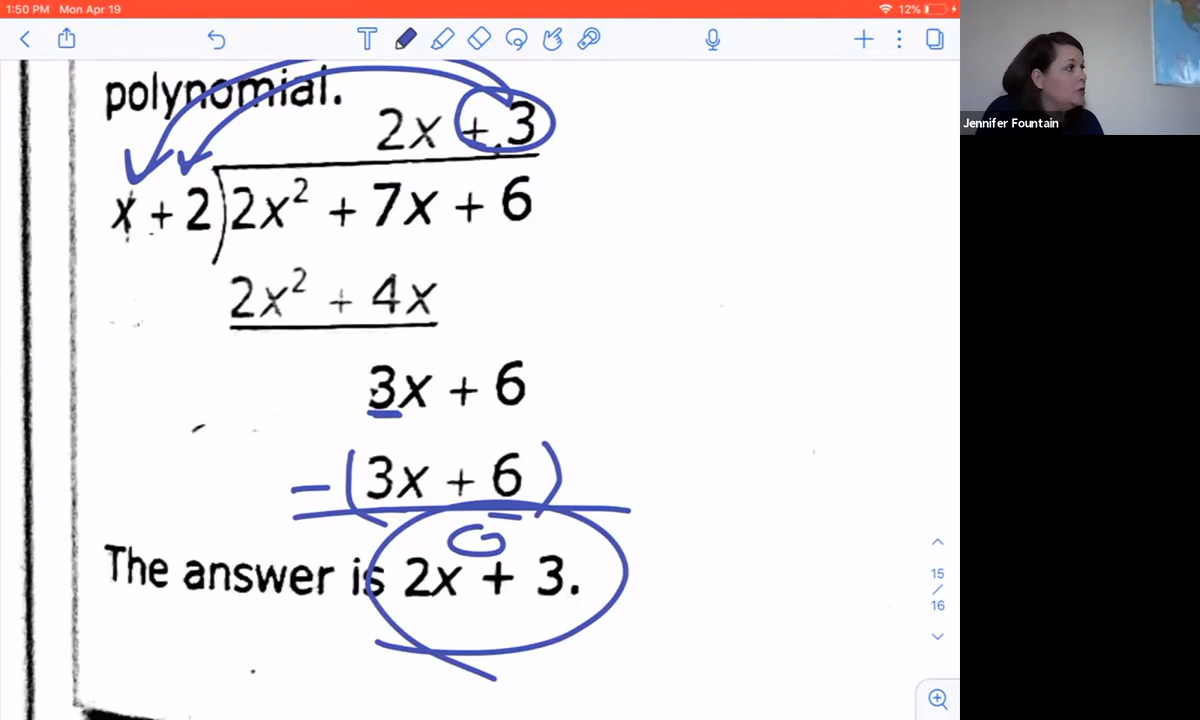 1:50 PM Mon Apr 19
12%
T
Jennifer Fountain
polynomial.
2x + 3
x + 2 2x² + 7x + 6
2x² + 4x
3x + 6
- (3x + 6)
0
The answer is 2x + 3.
15
/
16